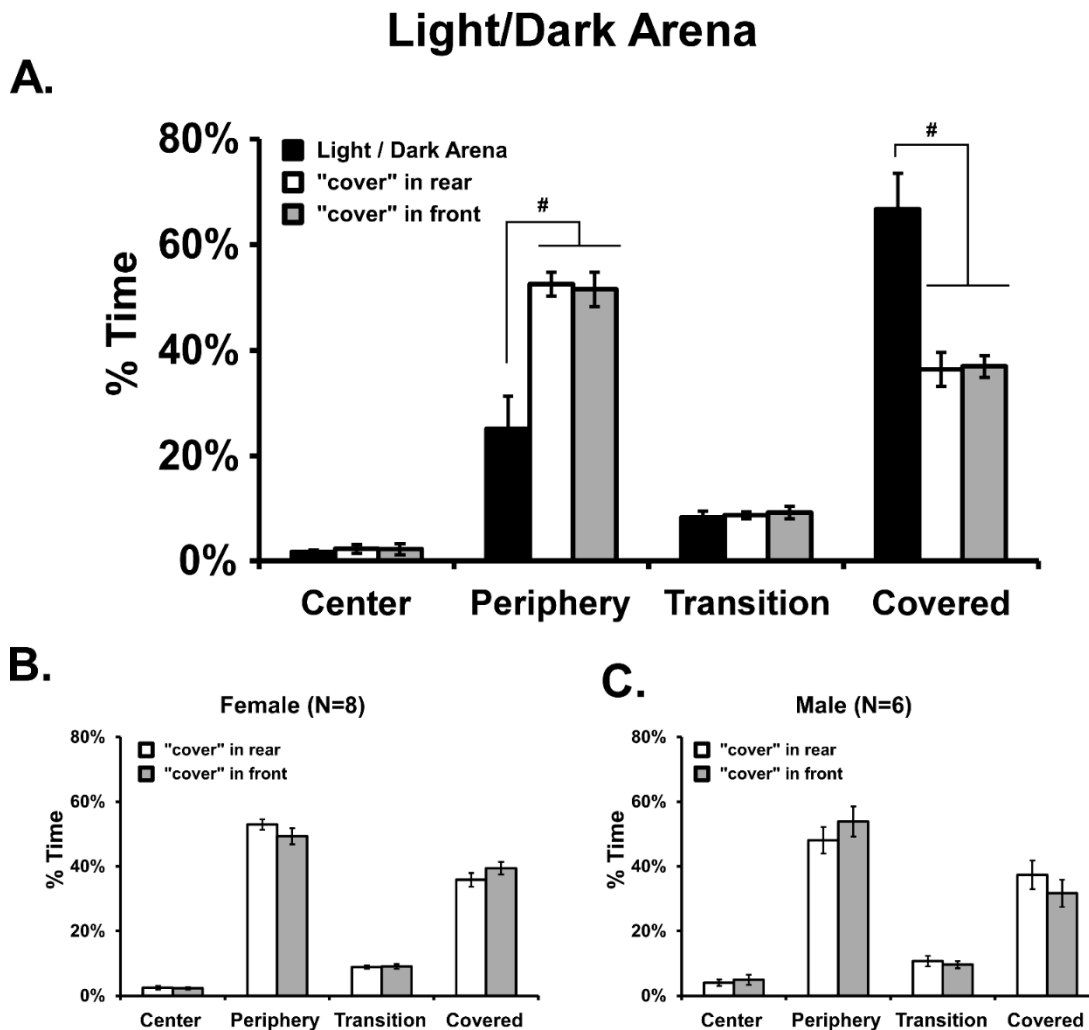 Light/Dark Arena
A.
80%
60%
40%
20%
0%
% Time
Light / Dark Arena
"cover" in rear
"cover" in front
#
#
Center Periphery Transition Covered
B.
Female (N=8)
80%
60%
40%
20%
0%
% Time
"cover" in rear
"cover" in front
Center Periphery Transition Covered
C.
Male (N=6)
80%
60%
40%
20%
0%
% Time
"cover" in rear
"cover" in front
Center Periphery Transition Covered